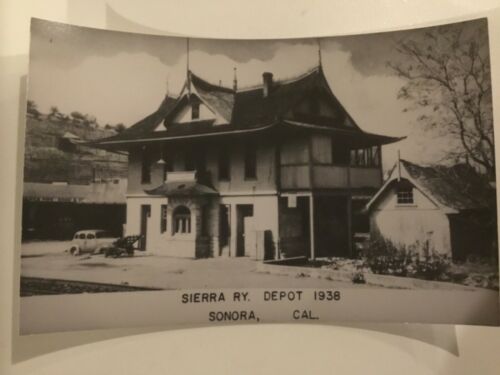 SIERRA RY. DEPOT 1938
SONORA, CAL.